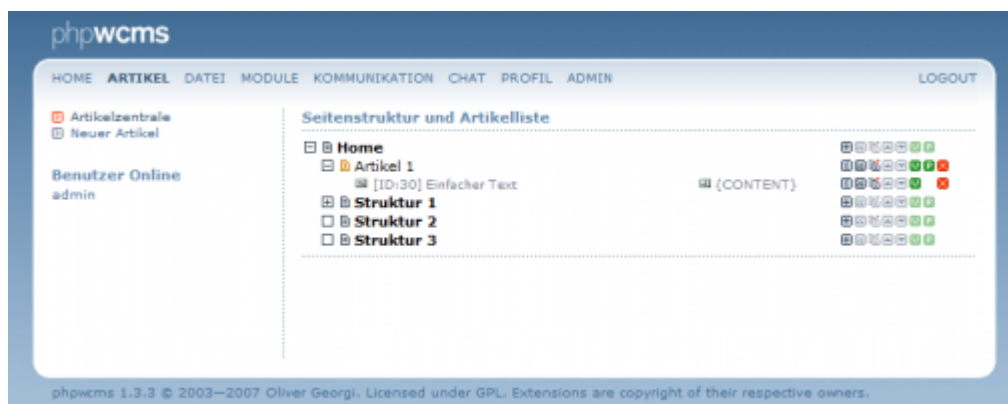 phpwcms
HOME ARTIKEL DATEI MODULE KOMMUNIKATION CHAT PROFIL ADMIN LOGOUT
Artikelzentrale
Neuer Artikel
Benutzer Online
admin
Seitenstruktur und Artikelliste
Home
Artikel 1
[ID:30] Einfacher Text {CONTENT}
Struktur 1
Struktur 2
Struktur 3
phpwcms 1.3.3 © 2003—2007 Oliver Georgi. Licensed under GPL. Extensions are copyright of their respective owners.